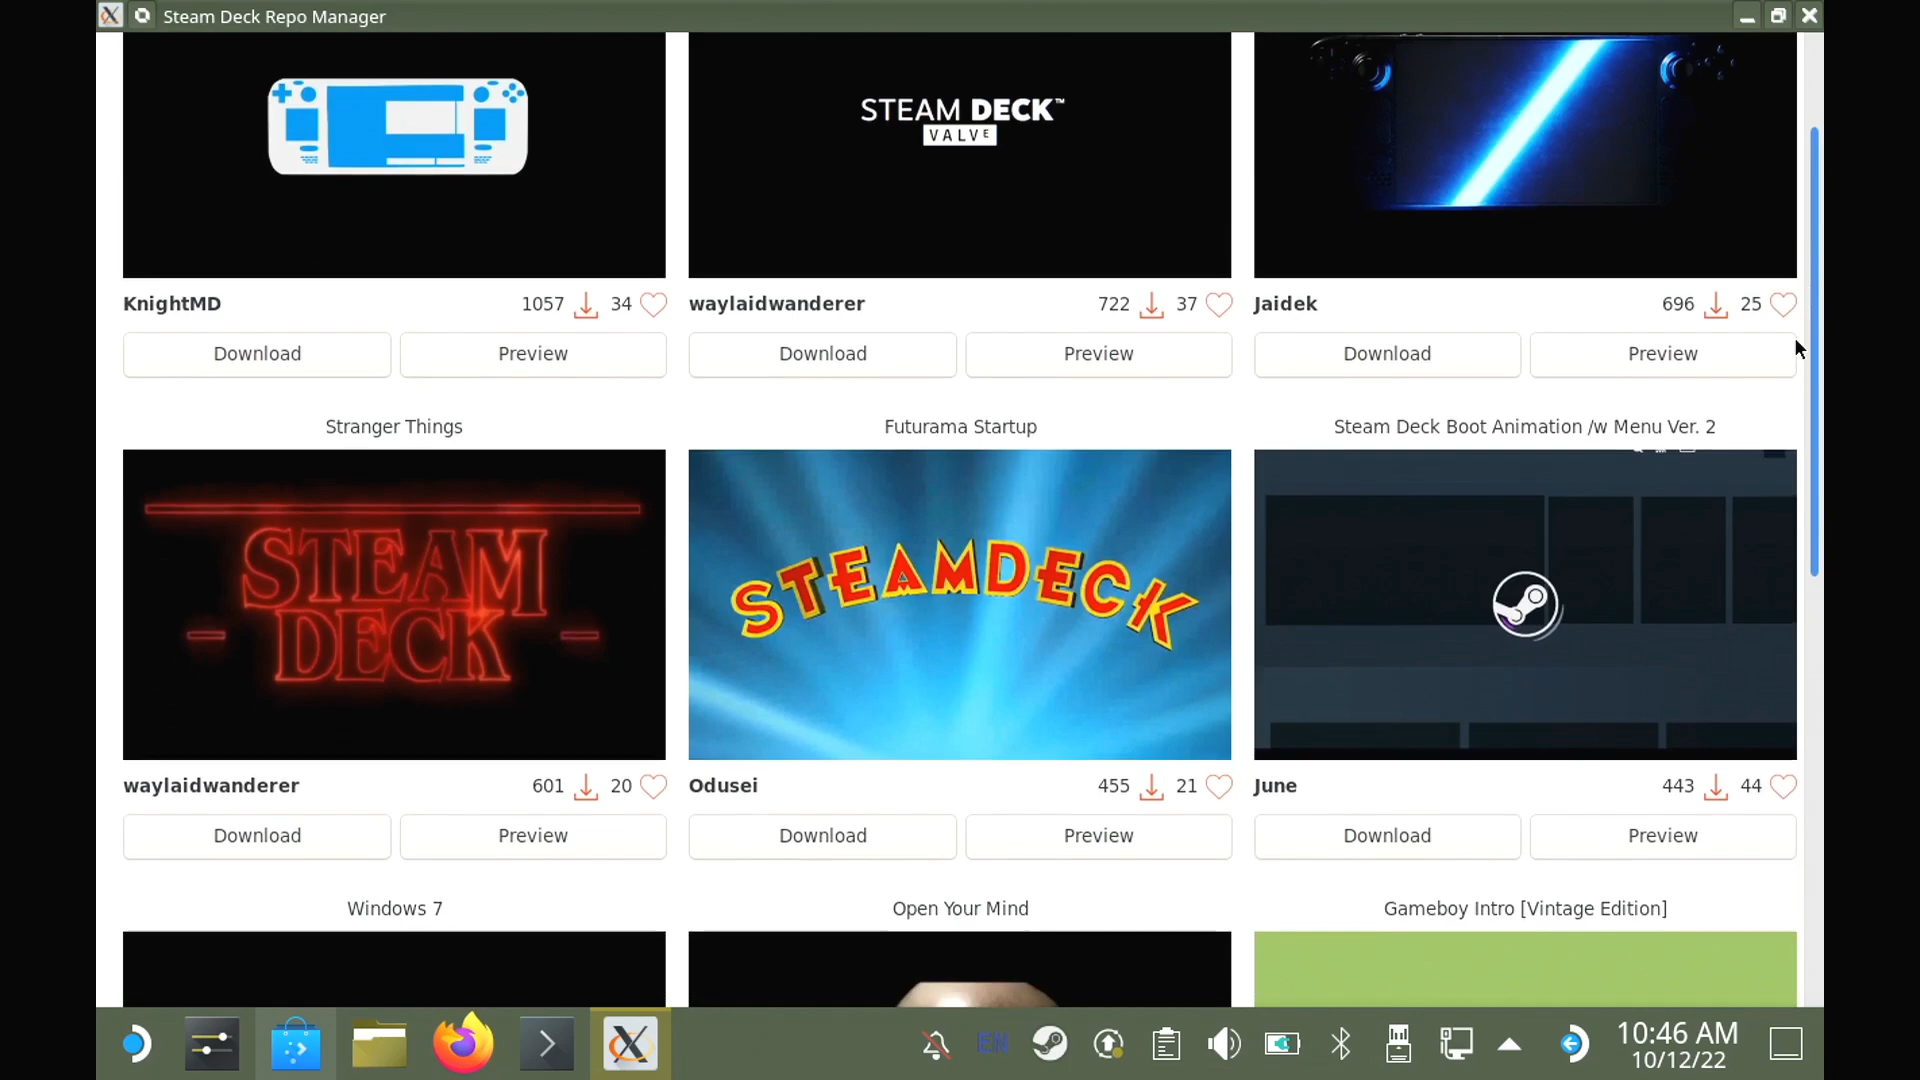 Steam Deck Repo Manager
STEAM DECK™
VALVE
KnightMD 1057 34
waylaidwanderer 722 37
Jaidek 696 25
Download Preview
Download Preview
Download Preview
Stranger Things
Futurama Startup
Steam Deck Boot Animation /w Menu Ver. 2
STEAM
DECK
STEAMDECK
waylaidwanderer 601 20
Odusei 455 21
June 443 44
Download Preview
Download Preview
Download Preview
Windows 7
Open Your Mind
Gameboy Intro [Vintage Edition]
EN
10:46 AM
10/12/22